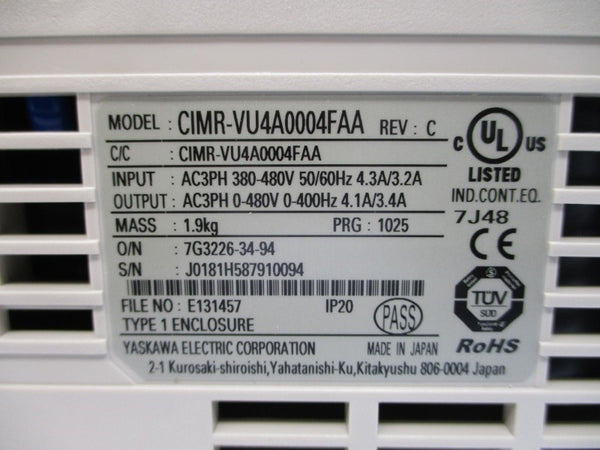 MODEL : CIMR-VU4A0004FAA REV : C
C/C : CIMR-VU4A0004FAA
INPUT : AC3PH 380-480V 50/60Hz 4.3A/3.2A
OUTPUT : AC3PH 0-480V 0-400Hz 4.1A/3.4A
MASS : 1.9kg PRG : 1025
O/N : 7G3226-34-94
S/N : J0181H587910094
FILE NO : E131457 IP20
TYPE 1 ENCLOSURE
PASS
YASKAWA ELECTRIC CORPORATION MADE IN JAPAN
2-1 Kurosaki-shiroishi,Yahatanishi-Ku,Kitakyushu 806-0004 Japan
C UL US
LISTED
IND.CONT.EQ.
7J48
CE
TÜV
SÜD
RoHS